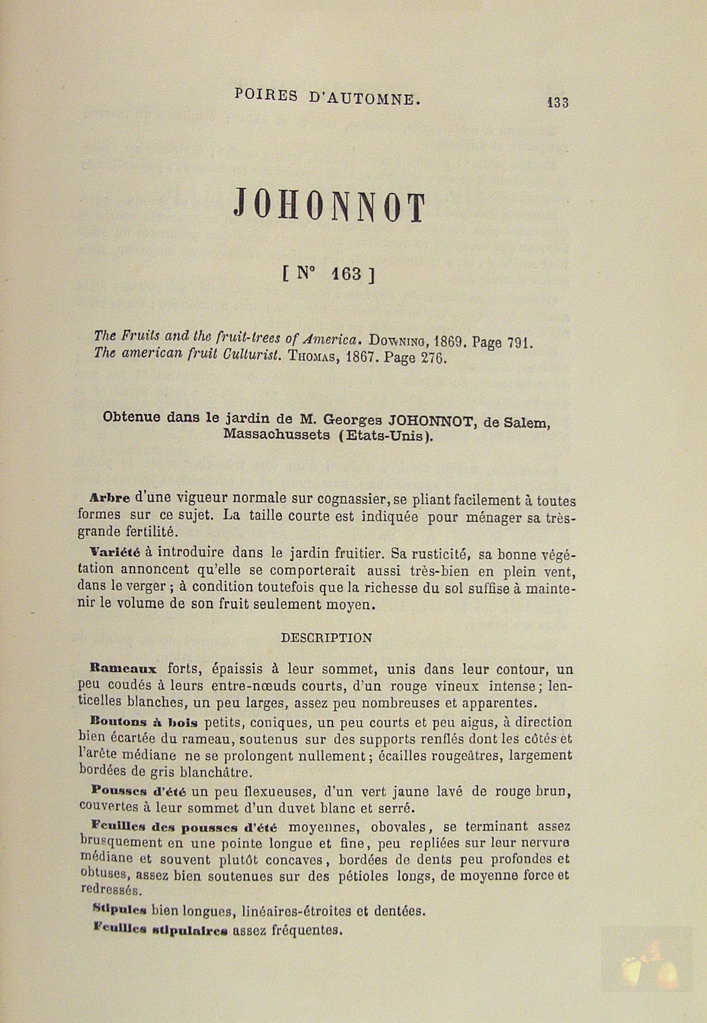 POIRES D'AUTOMNE.
133
JOHONNOT
[ N° 163 ]
The Fruits and the fruit-trees of America. Downing, 1869. Page 791.
The american fruit Culturist. Thomas, 1867. Page 276.
Obtenue dans le jardin de M. Georges JOHONNOT, de Salem,
Massachussets (Etats-Unis).
Arbre d'une vigueur normale sur cognassier, se pliant facilement à toutes
formes sur ce sujet. La taille courte est indiquée pour ménager sa très-
grande fertilité.
Variété à introduire dans le jardin fruitier. Sa rusticité, sa bonne végé-
tation annoncent qu'elle se comporterait aussi très-bien en plein vent,
dans le verger ; à condition toutefois que la richesse du sol suffise à mainte-
nir le volume de son fruit seulement moyen.
DESCRIPTION
Rameaux forts, épaissis à leur sommet, unis dans leur contour, un
peu coudés à leurs entre-nœuds courts, d'un rouge vineux intense ; len-
ticelles blanches, un peu larges, assez peu nombreuses et apparentes.
Boutons à bois petits, coniques, un peu courts et peu aigus, à direction
bien écartée du rameau, soutenus sur des supports renflés dont les côtés et
l'arête médiane ne se prolongent nullement ; écailles rougeâtres, largement
bordées de gris blanchâtre.
Pousses d'été un peu flexueuses, d'un vert jaune lavé de rouge brun,
couvertes à leur sommet d'un duvet blanc et serré.
Feuilles des pousses d'été moyennes, obovales, se terminant assez
brusquement en une pointe longue et fine, peu repliées sur leur nervure
médiane et souvent plutôt concaves, bordées de dents peu profondes et
obtuses, assez bien soutenues sur des pétioles longs, de moyenne force et
redressés.
Stipules bien longues, linéaires-étroites et dentées.
Feuilles stipulaires assez fréquentes.